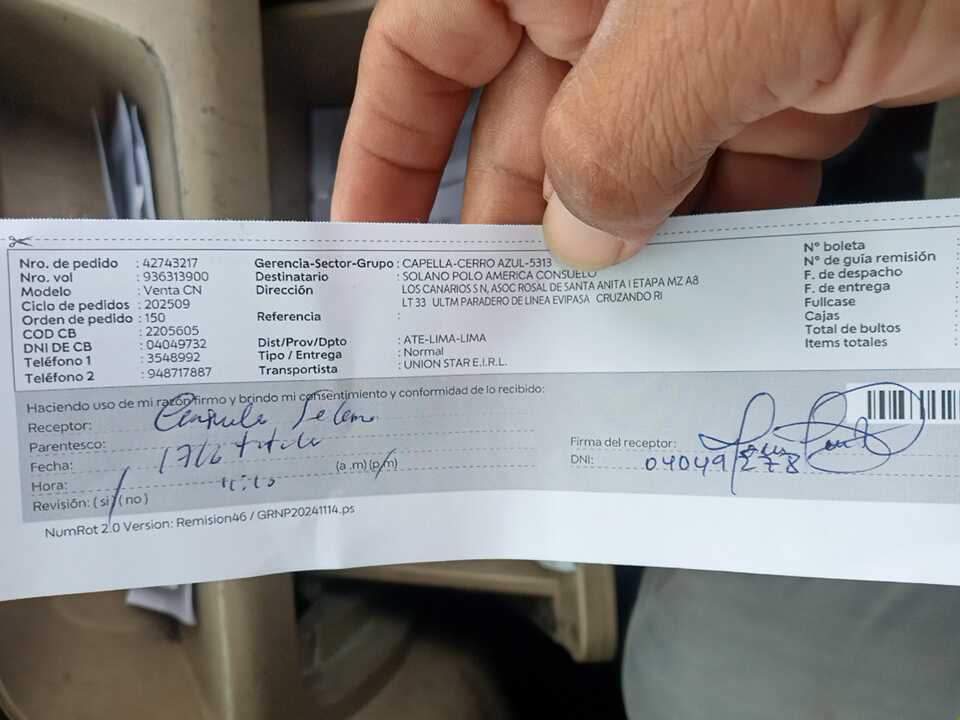 Nro. de pedido : 42743217
Nro. vol : 936313900
Modelo : Venta CN
Ciclo de pedidos : 202509
Orden de pedido : 150
COD CB : 2205605
DNI DE CB : 04049732
Teléfono 1 : 3548992
Teléfono 2 : 948717887
Gerencia-Sector-Grupo : CAPELLA-CERRO AZUL-5313
Destinatario : SOLANO POLO AMERICA CONSUELO
Dirección : LOS CANARIOS S N, ASOC ROSAL DE SANTA ANITA I ETAPA MZ A8
LT 33 ULTM PARADERO DE LINEA EVIPASA CRUZANDO RI
Referencia :
Dist/Prov/Dpto : ATE-LIMA-LIMA
Tipo / Entrega : Normal
Transportista : UNION STAR E.I.R.L.
N° boleta :
N° de guía remisión :
F. de despacho :
F. de entrega :
Fullcase :
Cajas :
Total de bultos :
Items totales :
Haciendo uso de mi razón firmo y brindo mi consentimiento y conformidad de lo recibido:
Receptor:
Parentesco:
Fecha:
Hora: (a.m) (p/m)
Revisión: ( si ) ( no )
Firma del receptor:
DNI: 04049278
NumRot 2.0 Version: Remision46 / GRNP20241114.ps